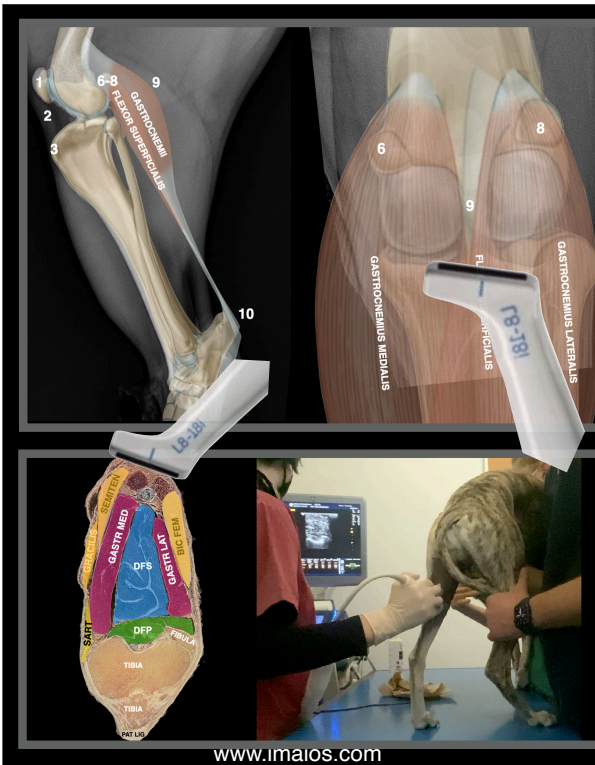 1
2
3
6-8
9
GASTROCNEMII
FLEXOR SUPERFICIALIS
10
L8-18i
6
8
9
GASTROCNEMIUS MEDIALIS
FL
ERFICIALIS
GASTROCNEMIUS LATERALIS
L8-18i
SEMITEN
GRACILIS
GASTR MED
DFS
GASTR LAT
BIC FEM
SART
DFP
FIBULA
TIBIA
TIBIA
PAT LIG
www.imaios.com